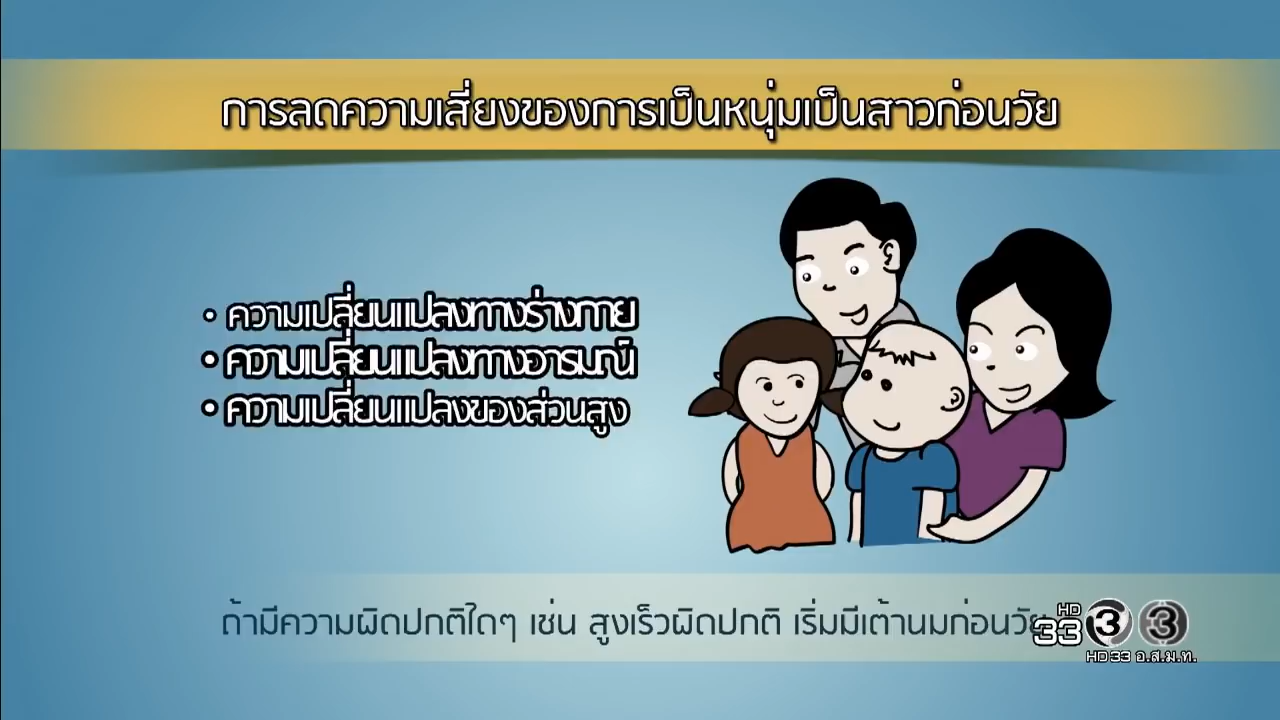 การลดความเสี่ยงของการเป็นหนุ่มเป็นสาวก่อนวัย
• ความเปลี่ยนแปลงทางร่างกาย
• ความเปลี่ยนแปลงทางอารมณ์
• ความเปลี่ยนแปลงของส่วนสูง
ถ้ามีความผิดปกติใดๆ เช่น สูงเร็วผิดปกติ เริ่มมีเต้านมก่อนวัย
HD
33 3 3
HD33 อ.ส.ม.ท.